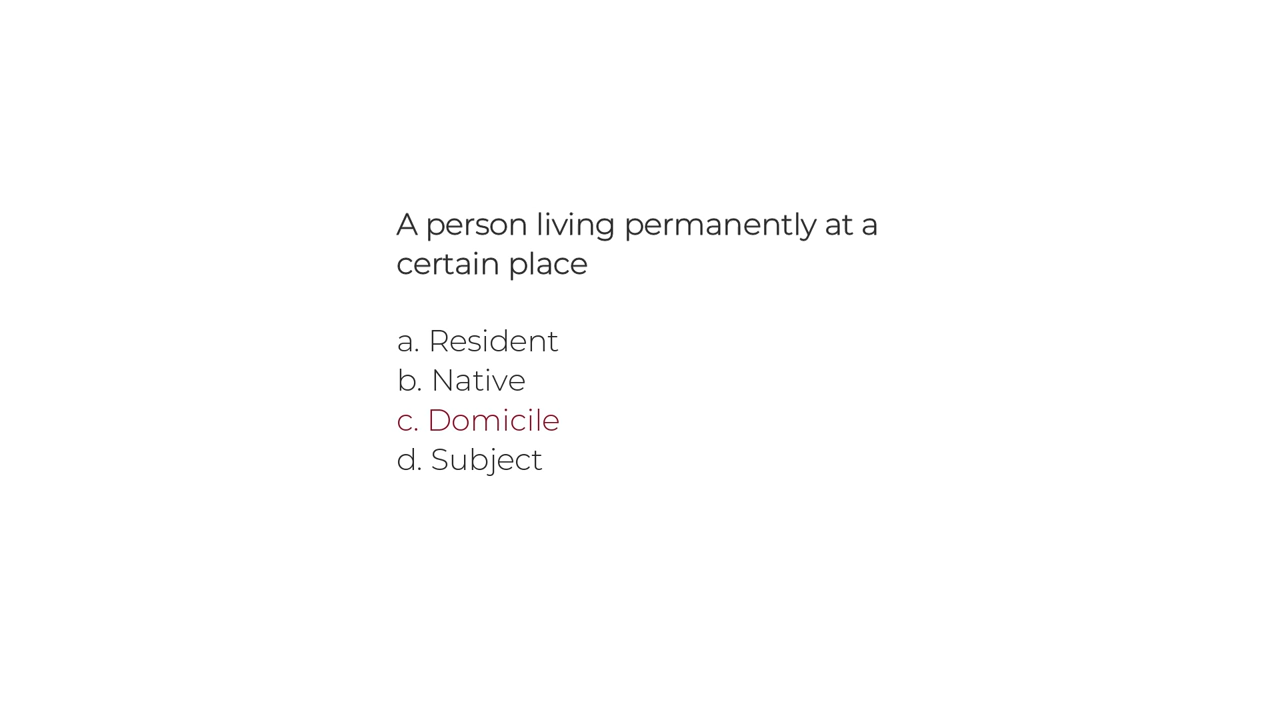 A person living permanently at a
certain place
a. Resident
b. Native
c. Domicile
d. Subject